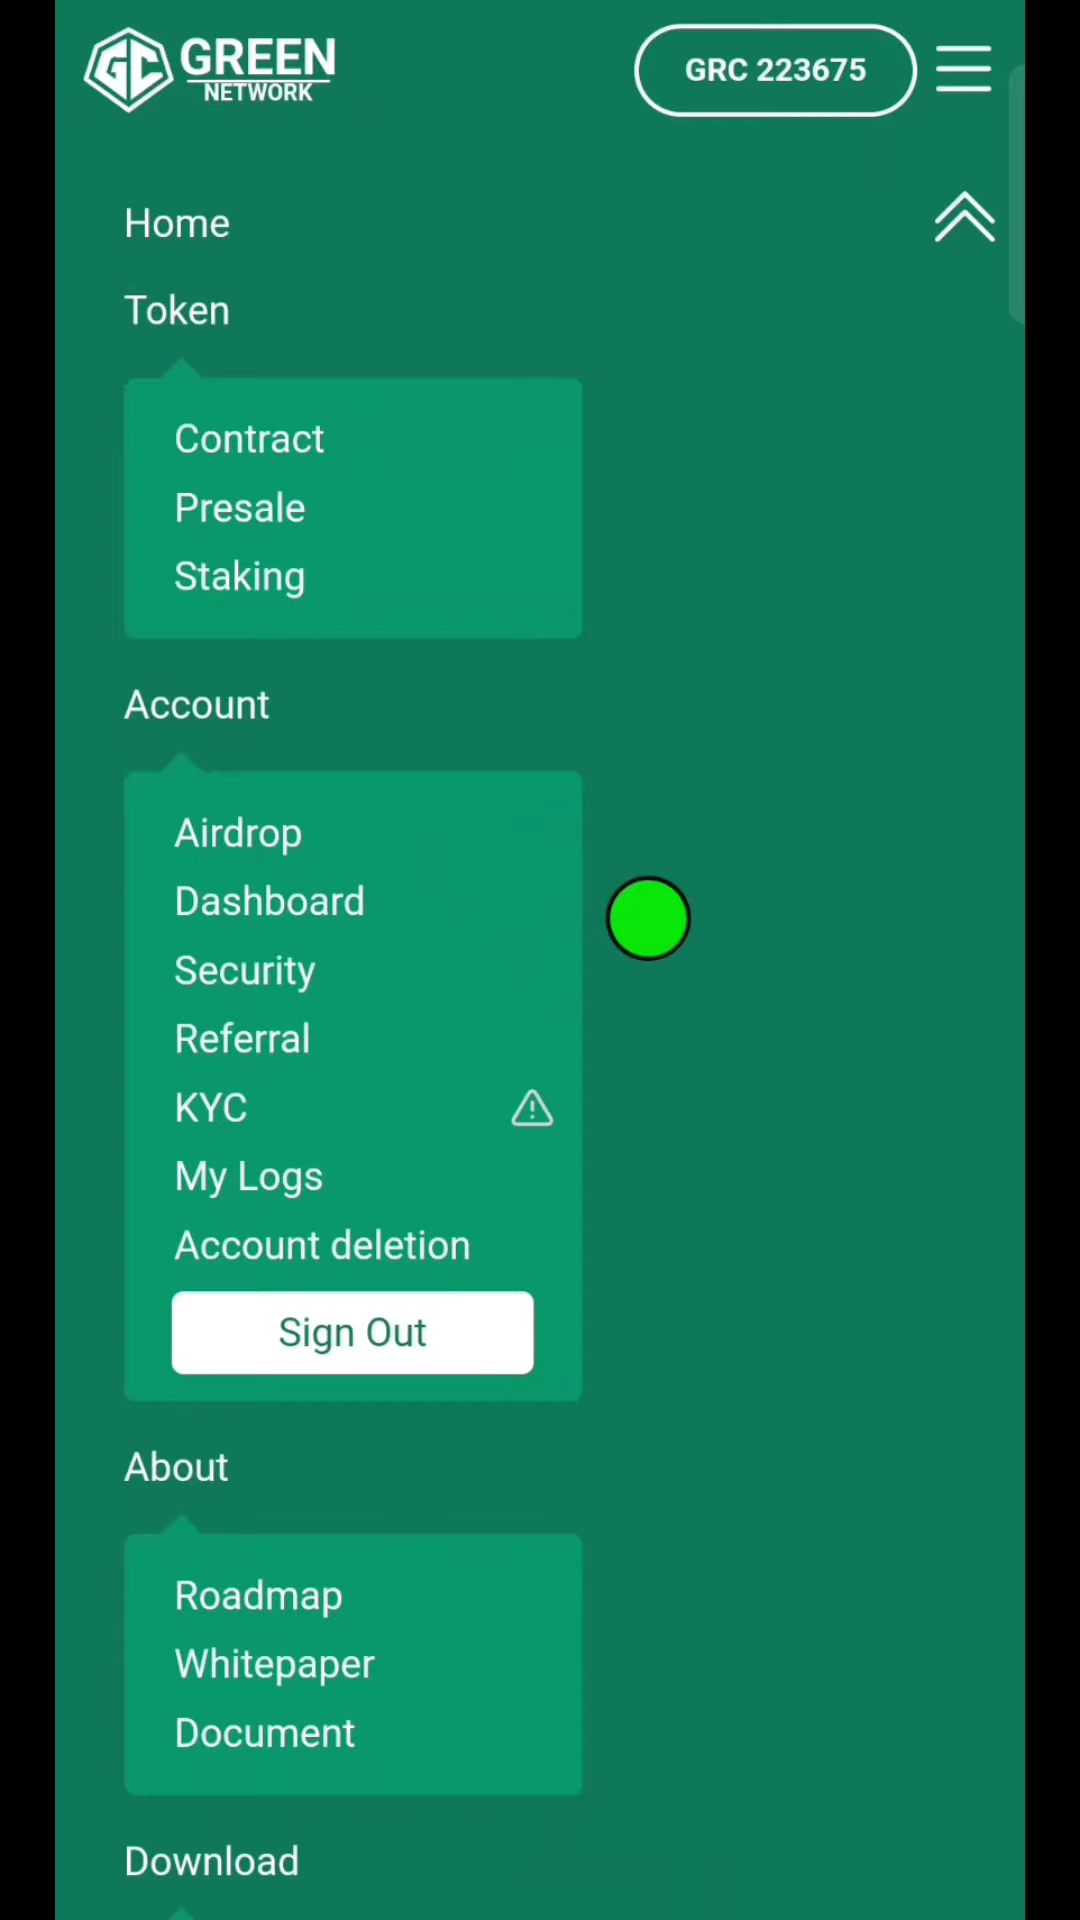 GREEN
NETWORK
GRC 223675
Home
Token
Contract
Presale
Staking
Account
Airdrop
Dashboard
Security
Referral
KYC
My Logs
Account deletion
Sign Out
About
Roadmap
Whitepaper
Document
Download